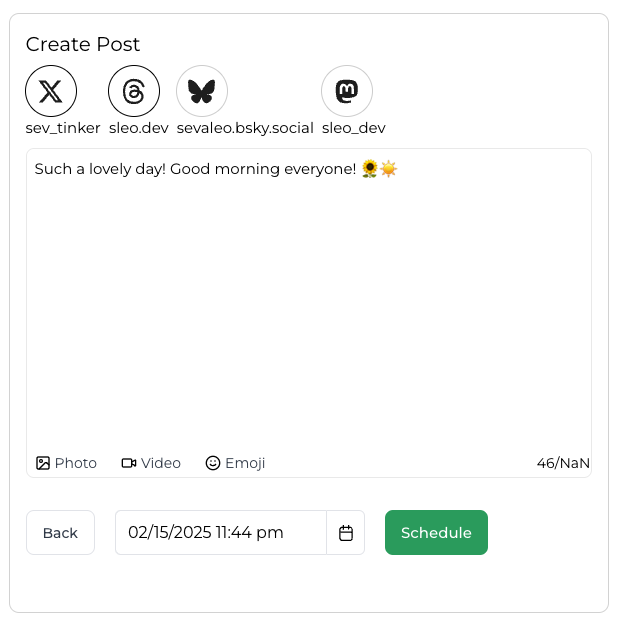 Create Post
sev_tinker sleo.dev sevaleo.bsky.social sleo_dev
Such a lovely day! Good morning everyone! 🌻☀️
Photo Video Emoji 46/NaN
Back 02/15/2025 11:44 pm Schedule